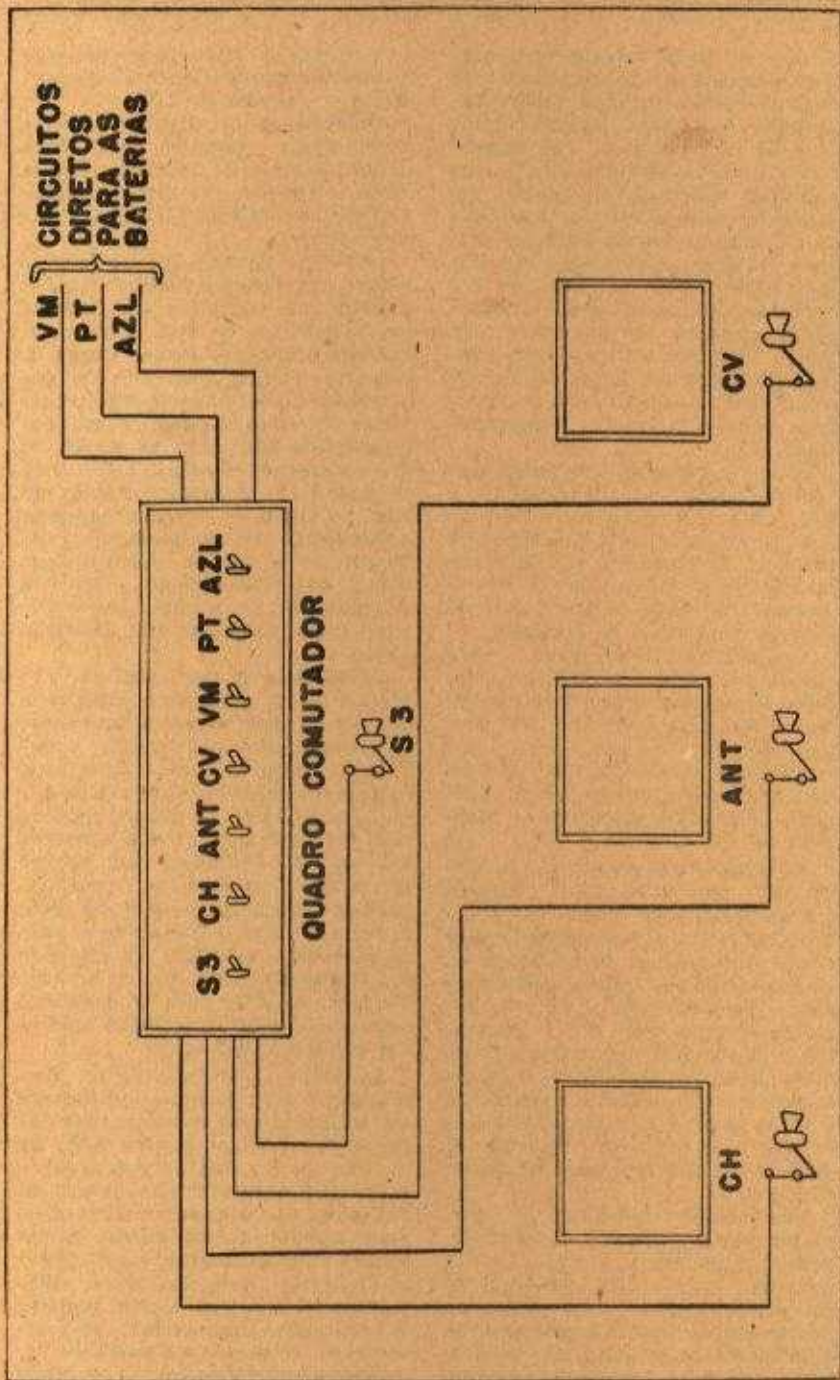 VM
PT
AZL
CIRCUITOS
DIRETOS
PARA AS
BATERIAS
S3 CH ANT CV VM PT AZL
QUADRO COMUTADOR
S3
CH
ANT
CV